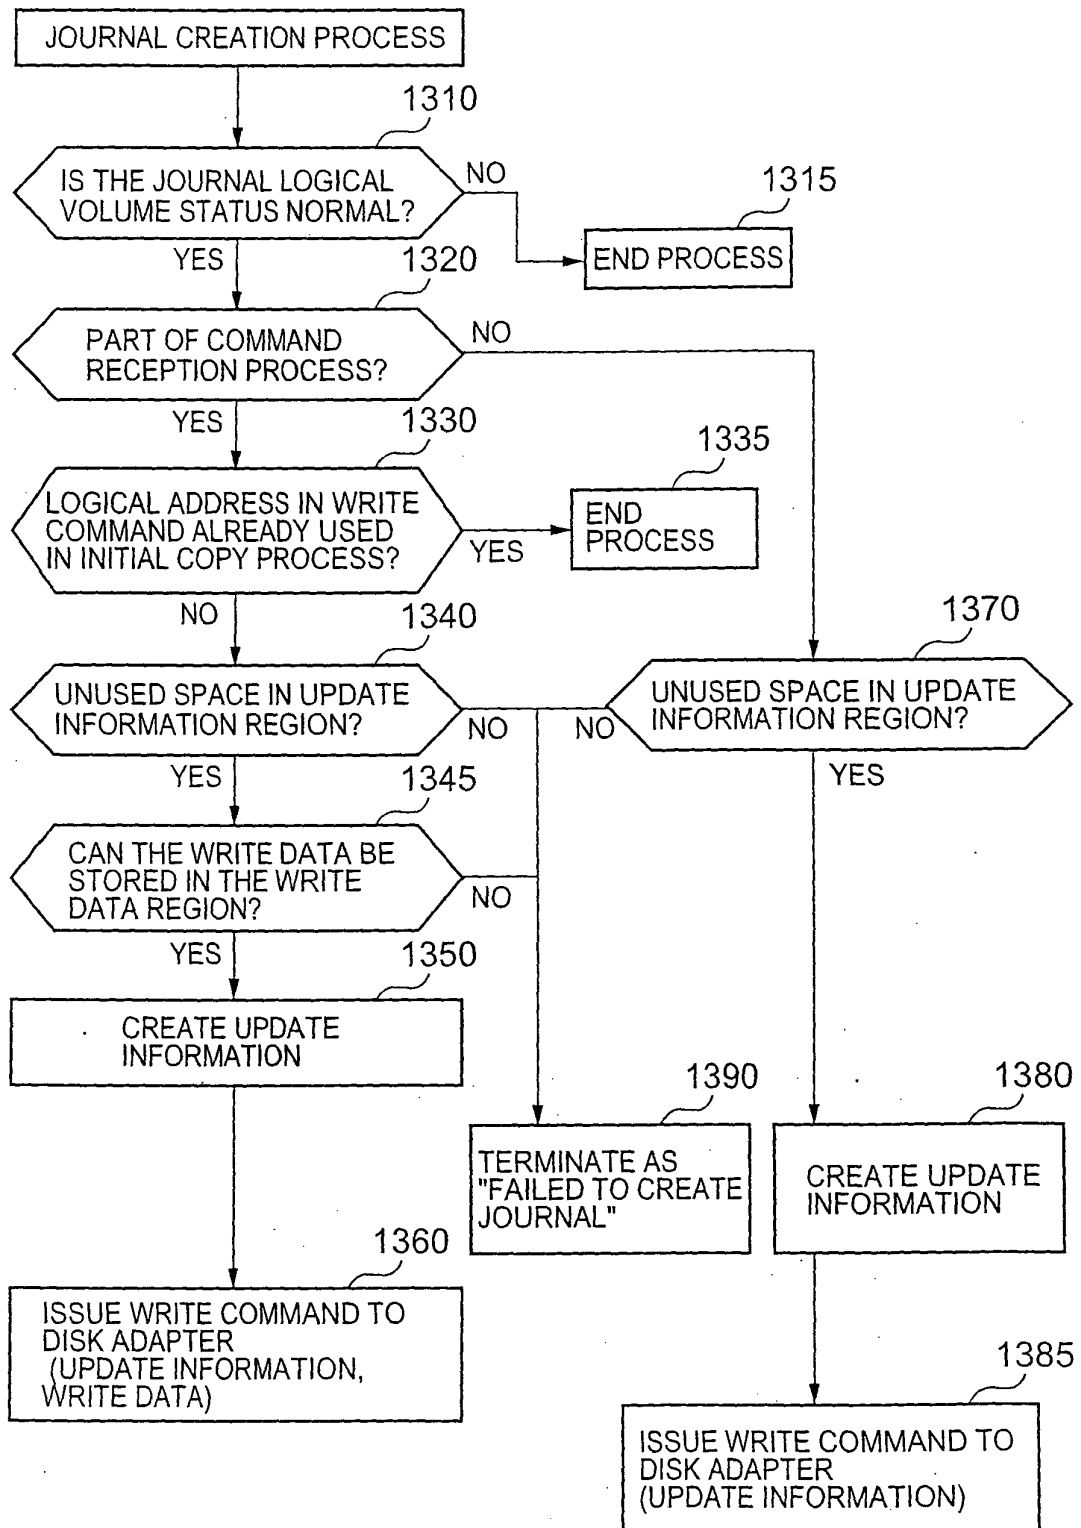 JOURNAL CREATION PROCESS
1310
IS THE JOURNAL LOGICAL
VOLUME STATUS NORMAL?
NO
1315
END PROCESS
YES
1320
PART OF COMMAND
RECEPTION PROCESS?
NO
YES
1330
LOGICAL ADDRESS IN WRITE
COMMAND ALREADY USED
IN INITIAL COPY PROCESS?
YES
1335
END
PROCESS
NO
1340
UNUSED SPACE IN UPDATE
INFORMATION REGION?
NO
1370
UNUSED SPACE IN UPDATE
INFORMATION REGION?
NO
YES
YES
1345
CAN THE WRITE DATA BE
STORED IN THE WRITE
DATA REGION?
NO
YES
1350
CREATE UPDATE
INFORMATION
1390
TERMINATE AS
"FAILED TO CREATE
JOURNAL"
1380
CREATE UPDATE
INFORMATION
1360
ISSUE WRITE COMMAND TO
DISK ADAPTER
(UPDATE INFORMATION,
WRITE DATA)
1385
ISSUE WRITE COMMAND TO
DISK ADAPTER
(UPDATE INFORMATION)